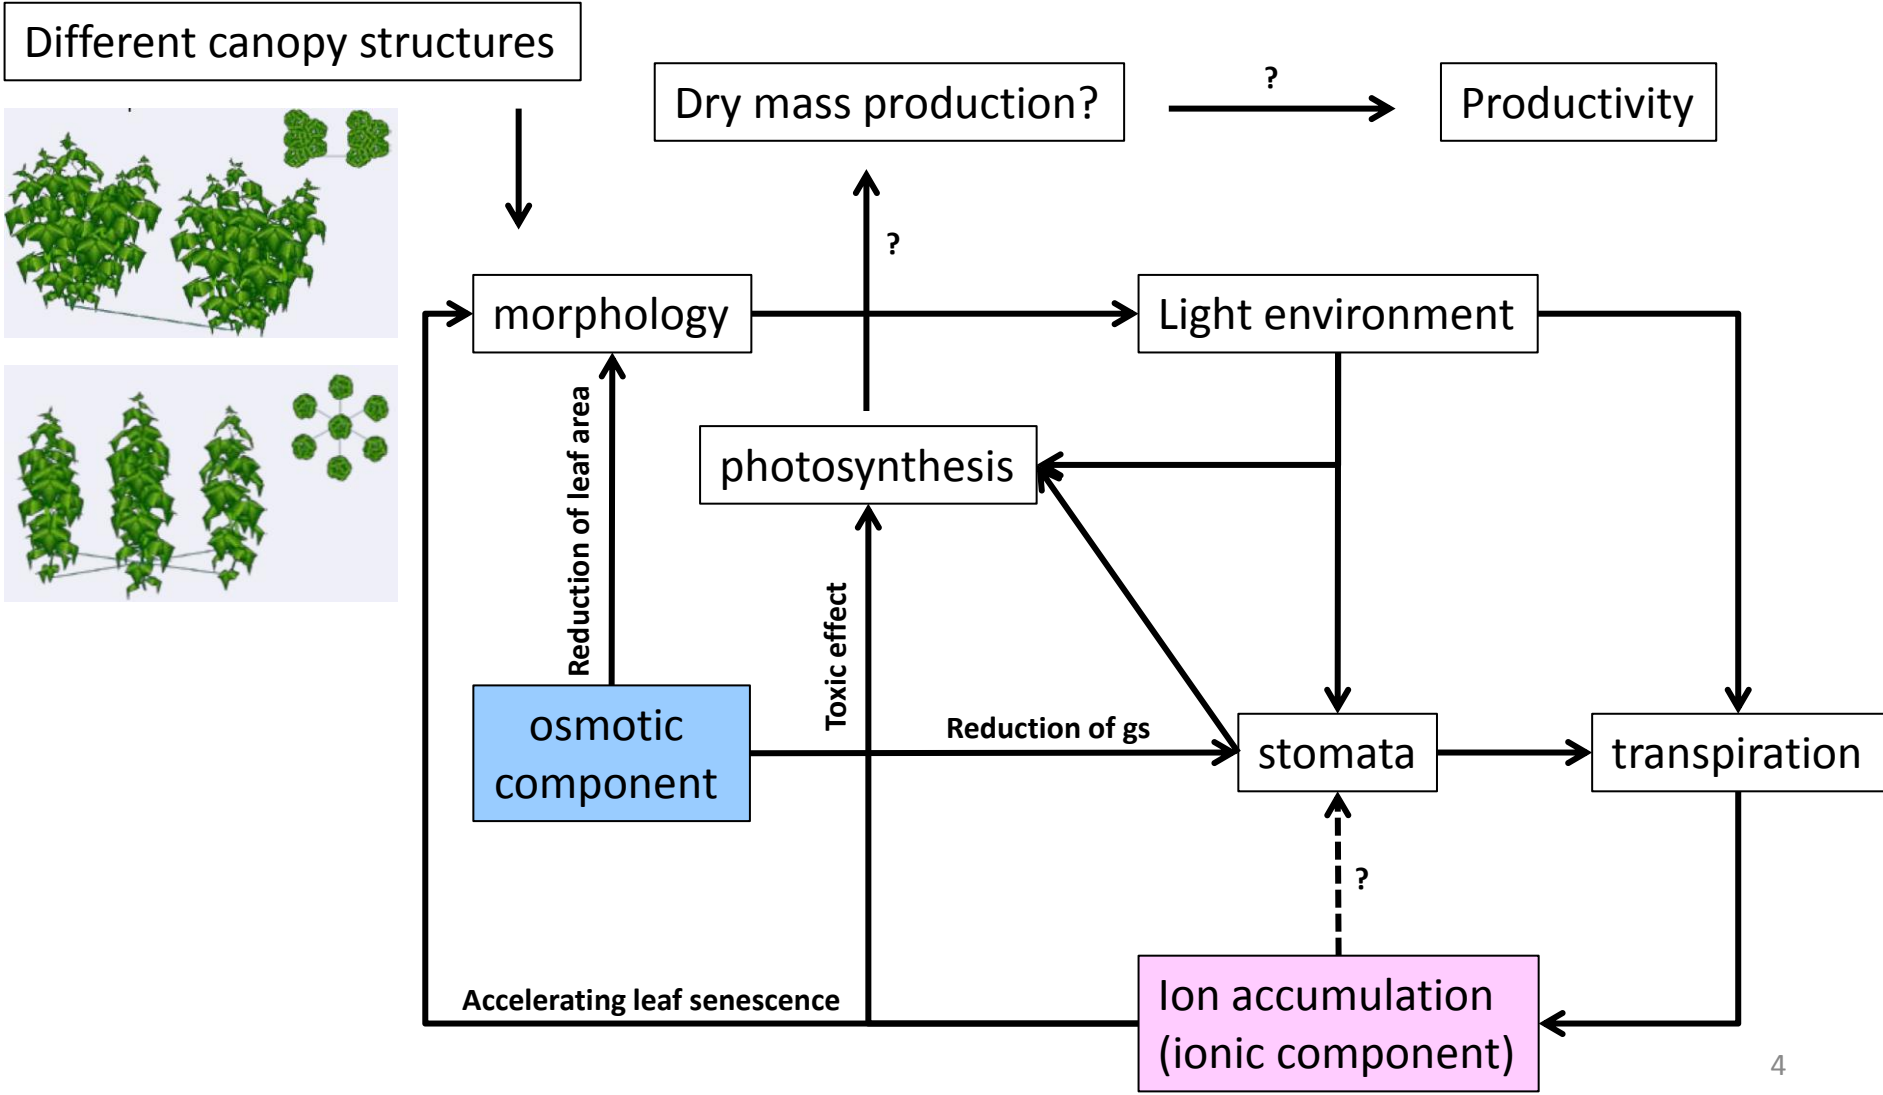 Different canopy structures
Dry mass production?
?
Productivity
?
morphology
Light environment
Reduction of leaf area
photosynthesis
Toxic effect
osmotic
component
Reduction of gs
stomata
transpiration
?
Accelerating leaf senescence
Ion accumulation
(ionic component)
4